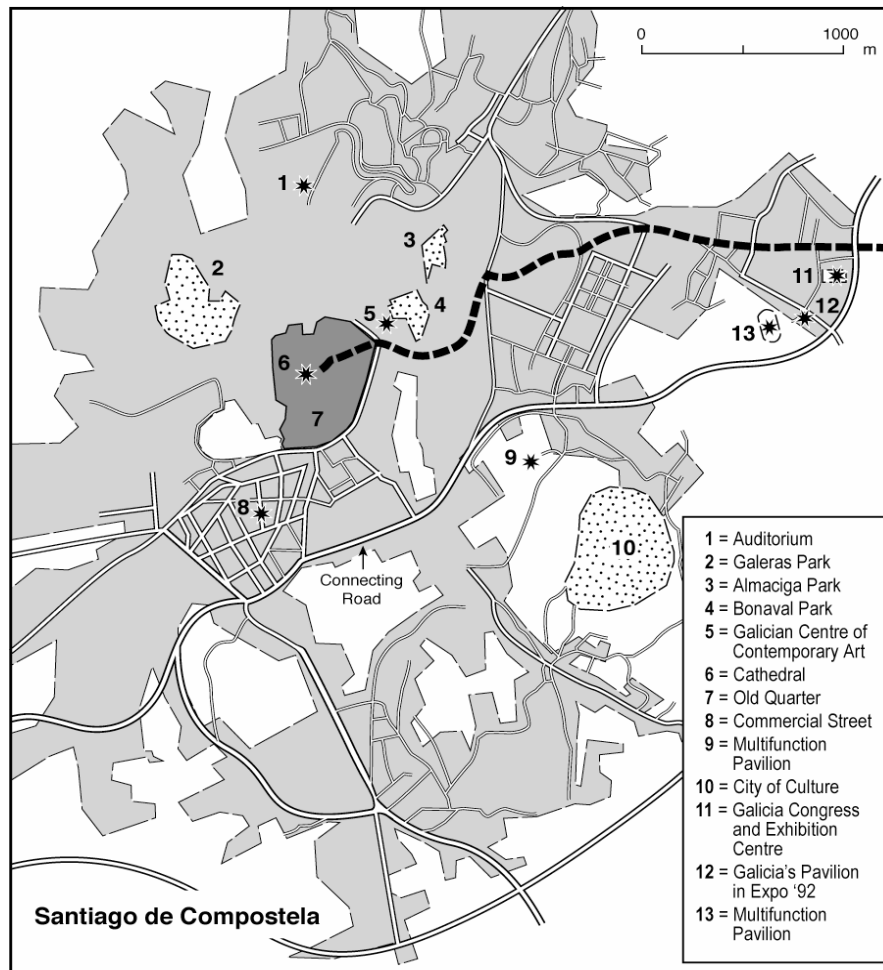 0 1000
m
1
2
3
4
5
6
7
8
9
10
11
12
13
Connecting
Road
Santiago de Compostela
1 = Auditorium
2 = Galeras Park
3 = Almaciga Park
4 = Bonaval Park
5 = Galician Centre of
Contemporary Art
6 = Cathedral
7 = Old Quarter
8 = Commercial Street
9 = Multifunction
Pavilion
10 = City of Culture
11 = Galicia Congress
and Exhibition
Centre
12 = Galicia's Pavilion
in Expo ‘92
13 = Multifunction
Pavilion